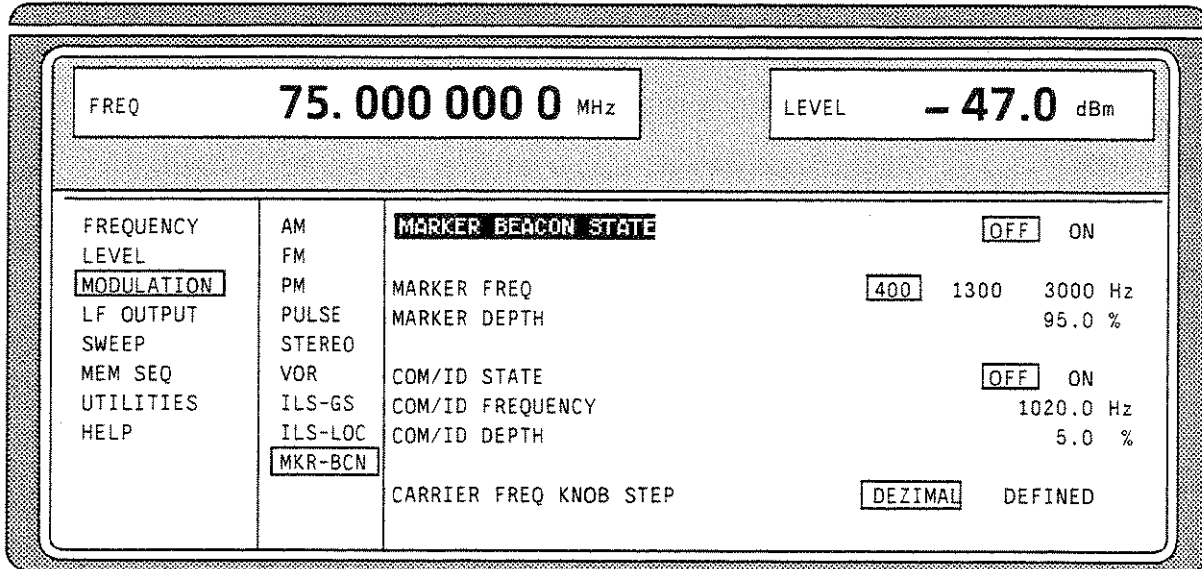 FREQ 75.000 000 0 MHz
LEVEL - 47.0 dBm
FREQUENCY
LEVEL
MODULATION
LF OUTPUT
SWEEP
MEM SEQ
UTILITIES
HELP
AM
FM
PM
PULSE
STEREO
VOR
ILS-GS
ILS-LOC
MKR-BCN
MARKER BEACON STATE OFF ON
MARKER FREQ 400 1300 3000 Hz
MARKER DEPTH 95.0 %
COM/ID STATE OFF ON
COM/ID FREQUENCY 1020.0 Hz
COM/ID DEPTH 5.0 %
CARRIER FREQ KNOB STEP DEZIMAL DEFINED